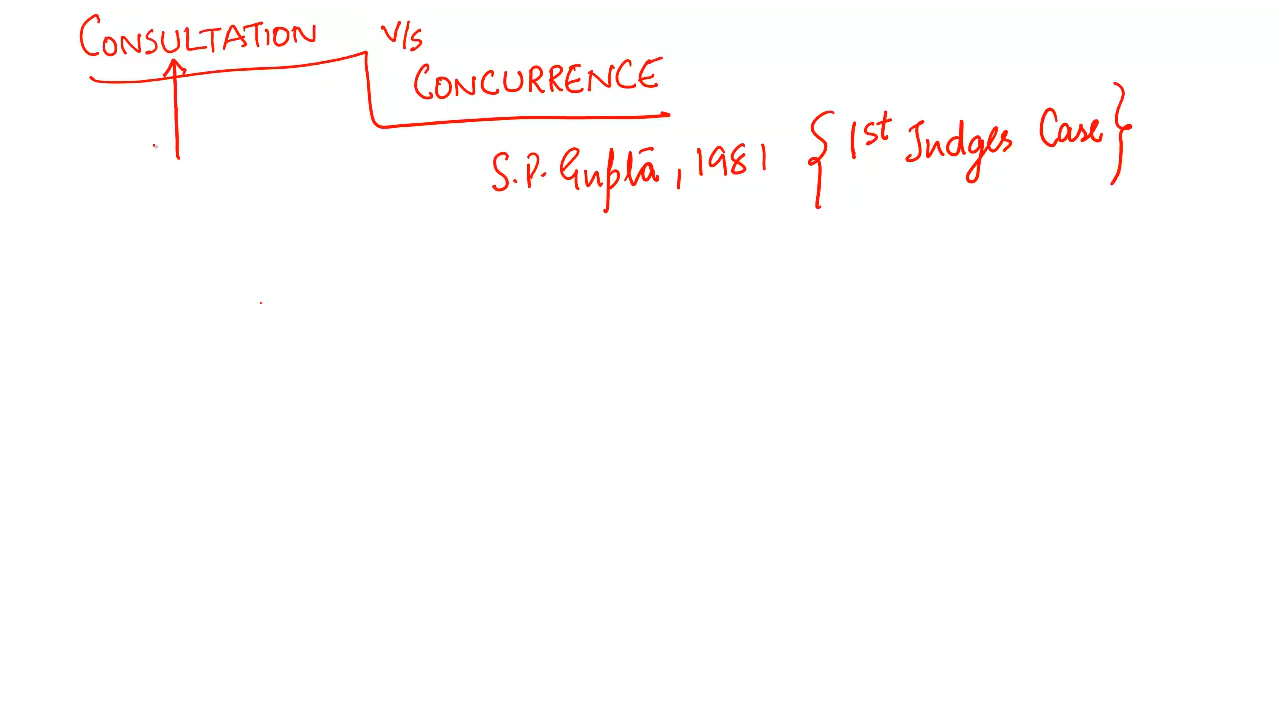 CONSULTATION v/s
CONCURRENCE
S.P. Gupta, 1981 {1st Judges Case}